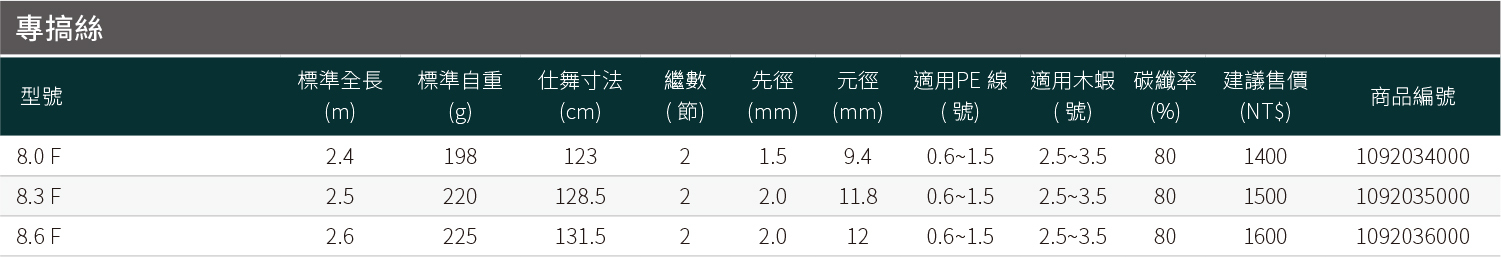 專搞絲
型號 標準全長(m) 標準自重(g) 仕舞寸法(cm) 繼數( 節) 先徑(mm) 元徑(mm) 適用PE 線( 號) 適用木蝦( 號) 碳纖率(%) 建議售價(NT$) 商品編號
8.0 F 2.4 198 123 2 1.5 9.4 0.6~1.5 2.5~3.5 80 1400 1092034000
8.3 F 2.5 220 128.5 2 2.0 11.8 0.6~1.5 2.5~3.5 80 1500 1092035000
8.6 F 2.6 225 131.5 2 2.0 12 0.6~1.5 2.5~3.5 80 1600 1092036000